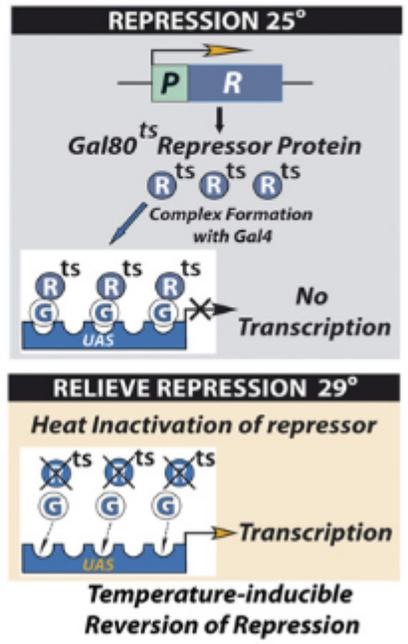 REPRESSION 25°
P R
Gal80ts Repressor Protein
R ts R ts R ts
Complex Formation
with Gal4
R ts R ts R ts
G G G
UAS
No
Transcription
RELIEVE REPRESSION 29°
Heat Inactivation of repressor
ts ts ts
G G G
Transcription
UAS
Temperature-inducible
Reversion of Repression